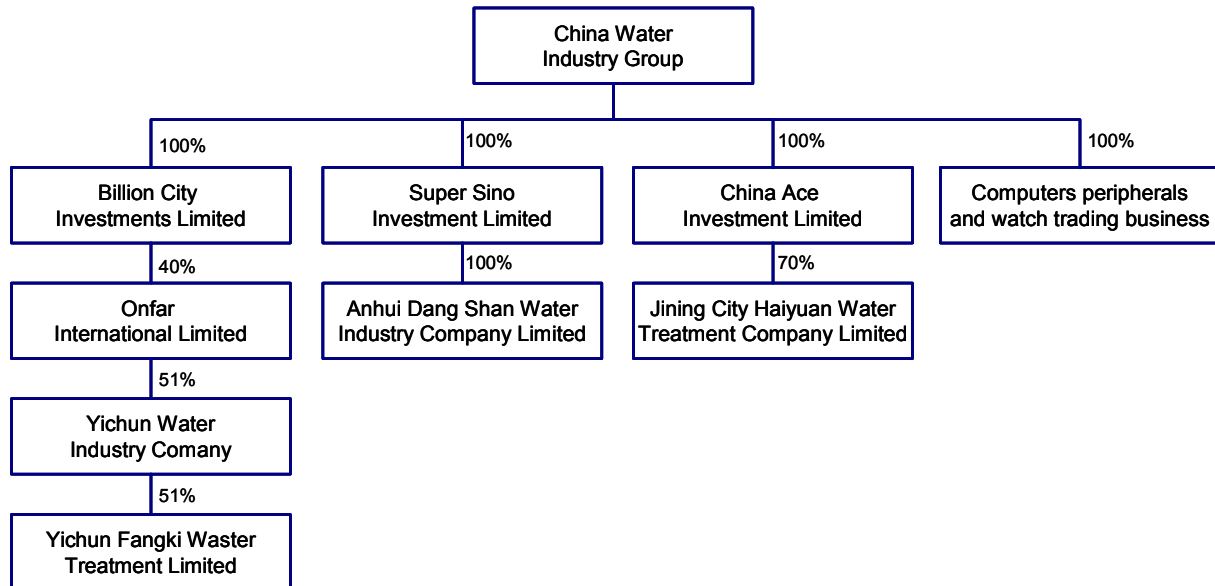 China Water
Industry Group
100%
100%
100%
100%
Billion City
Investments Limited
Super Sino
Investment Limited
China Ace
Investment Limited
Computers peripherals
and watch trading business
40%
100%
70%
Onfar
International Limited
Anhui Dang Shan Water
Industry Company Limited
Jining City Haiyuan Water
Treatment Company Limited
51%
Yichun Water
Industry Comany
51%
Yichun Fangki Waster
Treatment Limited